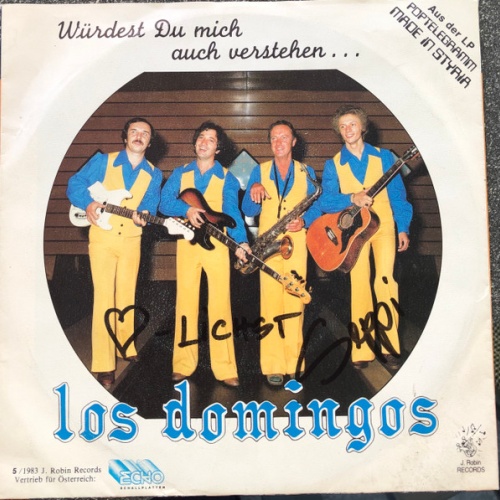 Würdest Du mich
auch verstehen...
Aus der LP
POPTELEGRAMM
MADE IN STYRIA
♡-LICHST
los domingos
5/1983 J. Robin Records
Vertrieb für Österreich:
ECHO
SCHALLPLATTEN
J. Robin
RECORDS